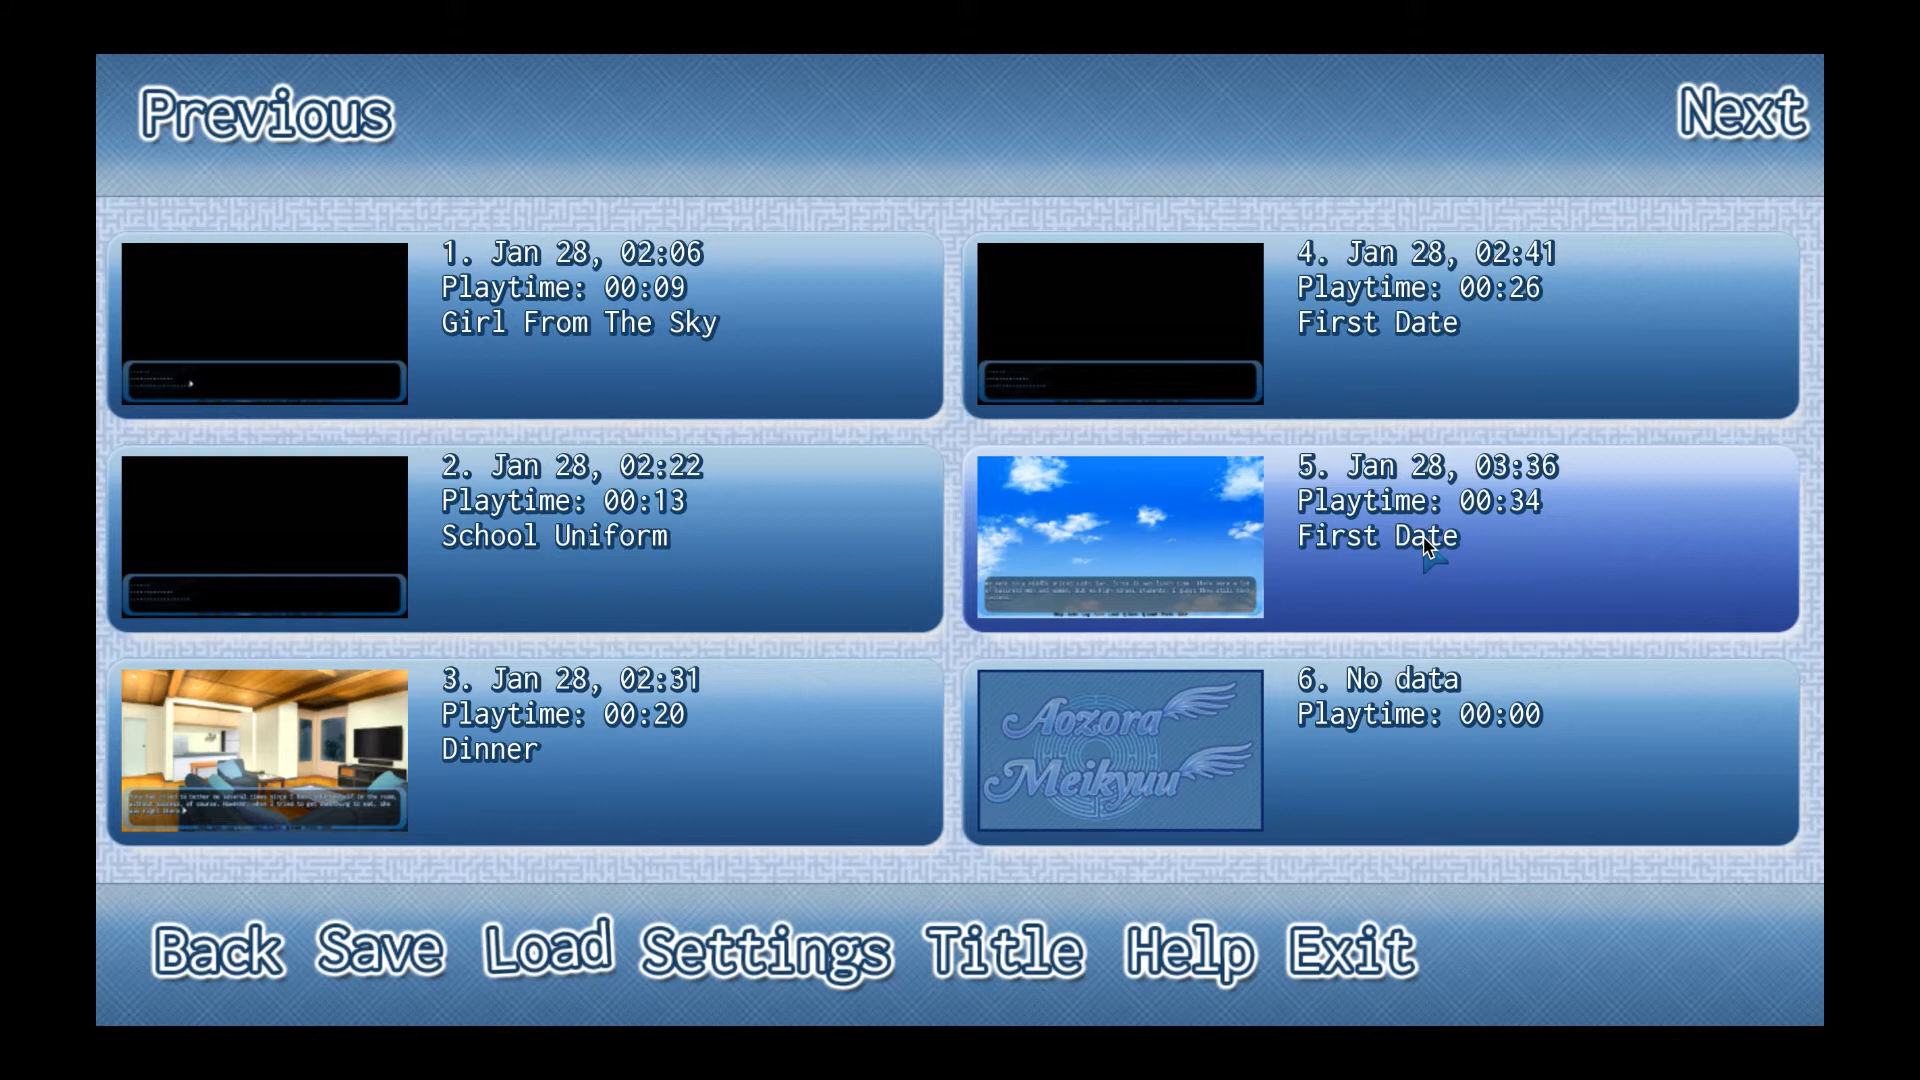 Previous
Next
1. Jan 28, 02:06
Playtime: 00:09
Girl From The Sky
2. Jan 28, 02:22
Playtime: 00:13
School Uniform
3. Jan 28, 02:31
Playtime: 00:20
Dinner
4. Jan 28, 02:41
Playtime: 00:26
First Date
5. Jan 28, 03:36
Playtime: 00:34
First Date
Aozora
Meikyuu
6. No data
Playtime: 00:00
Back Save Load Settings Title Help Exit